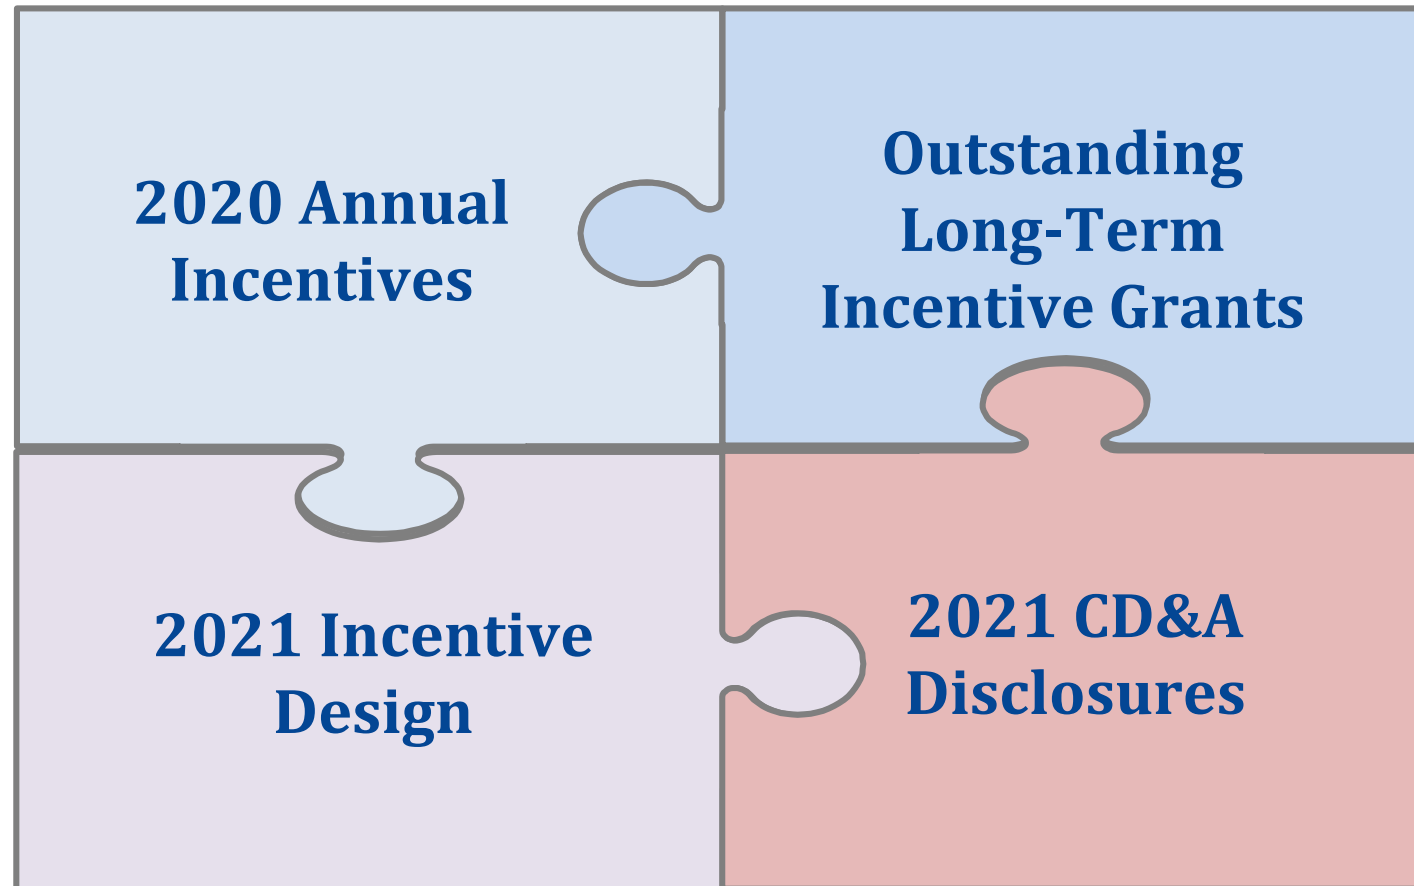 2020 Annual
Incentives
Outstanding
Long-Term
Incentive Grants
2021 Incentive
Design
2021 CD&A
Disclosures